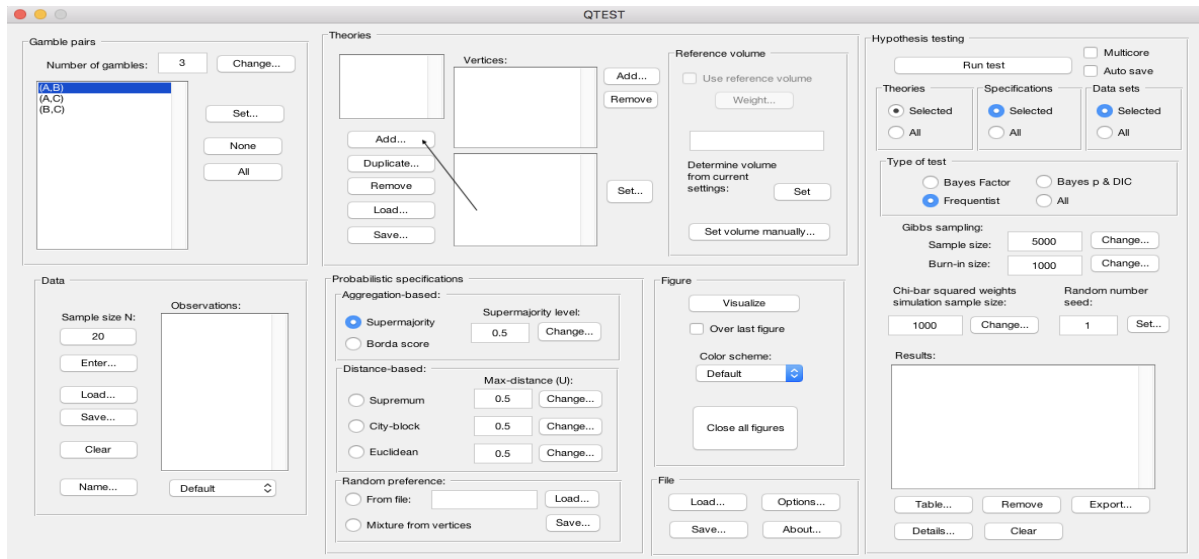 QTEST
Gamble pairs
Number of gambles: 3 Change...
(A,B)
(A,C)
(B,C)
Set...
None
All
Theories
Vertices:
Add...
Remove
Add...
Duplicate...
Remove
Load...
Save...
Set...
Reference volume
Use reference volume
Weight...
Determine volume
from current
settings:
Set
Set volume manually...
Hypothesis testing
Run test
Multicore
Auto save
Theories
Selected
All
Specifications
Selected
All
Data sets
Selected
All
Type of test
Bayes Factor
Bayes p & DIC
Frequentist
All
Gibbs sampling:
Sample size: 5000 Change...
Burn-in size: 1000 Change...
Chi-bar squared weights
simulation sample size:
1000 Change...
Random number
seed:
1 Set...
Results:
Table...
Remove
Export...
Details...
Clear
Data
Sample size N:
20
Enter...
Load...
Save...
Clear
Name...
Observations:
Default
Probabilistic specifications
Aggregation-based:
Supermajority
Borda score
Supermajority level:
0.5 Change...
Distance-based:
Max-distance (U):
Supremum 0.5 Change...
City-block 0.5 Change...
Euclidean 0.5 Change...
Random preference:
From file: Load...
Mixture from vertices Save...
Figure
Visualize
Over last figure
Color scheme:
Default
Close all figures
File
Load...
Options...
Save...
About...